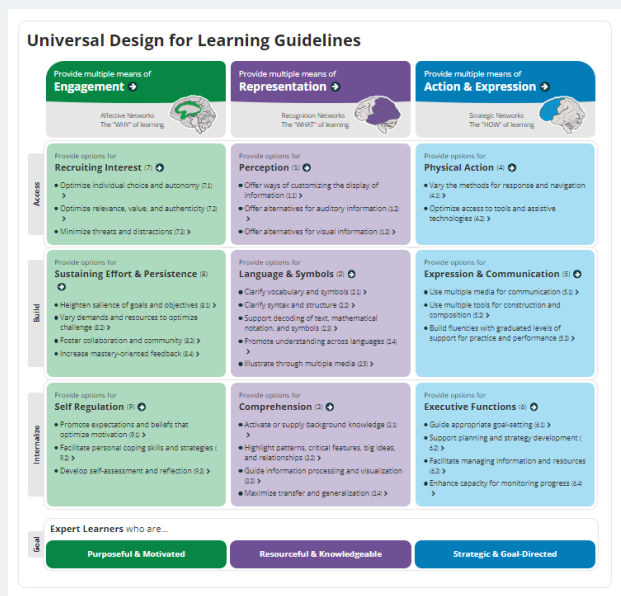 Universal Design for Learning Guidelines
Provide multiple means of
Engagement
Affective Networks
The "WHY" of learning
Provide multiple means of
Representation
Recognition Networks
The "WHAT" of learning
Provide multiple means of
Action & Expression
Strategic Networks
The "HOW" of learning
Access
Provide options for
Recruiting Interest (7)
• Optimize individual choice and autonomy (7.1)
• Optimize relevance, value, and authenticity (7.2)
• Minimize threats and distractions (7.3)
Provide options for
Perception (1)
• Offer ways of customizing the display of
information (1.1)
• Offer alternatives for auditory information (1.2)
• Offer alternatives for visual information (1.3)
Provide options for
Physical Action (4)
• Vary the methods for response and navigation
(4.1)
• Optimize access to tools and assistive
technologies (4.2)
Build
Provide options for
Sustaining Effort & Persistence (8)
• Heighten salience of goals and objectives (8.1)
• Vary demands and resources to optimize
challenge (8.2)
• Foster collaboration and community (8.3)
• Increase mastery-oriented feedback (8.4)
Provide options for
Language & Symbols (2)
• Clarify vocabulary and symbols (2.1)
• Clarify syntax and structure (2.2)
• Support decoding of text, mathematical
notation, and symbols (2.3)
• Promote understanding across languages (2.4)
• Illustrate through multiple media (2.5)
Provide options for
Expression & Communication (5)
• Use multiple media for communication (5.1)
• Use multiple tools for construction and
composition (5.2)
• Build fluencies with graduated levels of
support for practice and performance (5.3)
Internalize
Provide options for
Self Regulation (9)
• Promote expectations and beliefs that
optimize motivation (9.1)
• Facilitate personal coping skills and strategies (
9.2)
• Develop self-assessment and reflection (9.3)
Provide options for
Comprehension (3)
• Activate or supply background knowledge (3.1)
• Highlight patterns, critical features, big ideas,
and relationships (3.2)
• Guide information processing and visualization
(3.3)
• Maximize transfer and generalization (3.4)
Provide options for
Executive Functions (6)
• Guide appropriate goal-setting (6.1)
• Support planning and strategy development (
6.2)
• Facilitate managing information and resources
(6.3)
• Enhance capacity for monitoring progress (6.4)
Goal
Expert Learners who are...
Purposeful & Motivated
Resourceful & Knowledgeable
Strategic & Goal-Directed